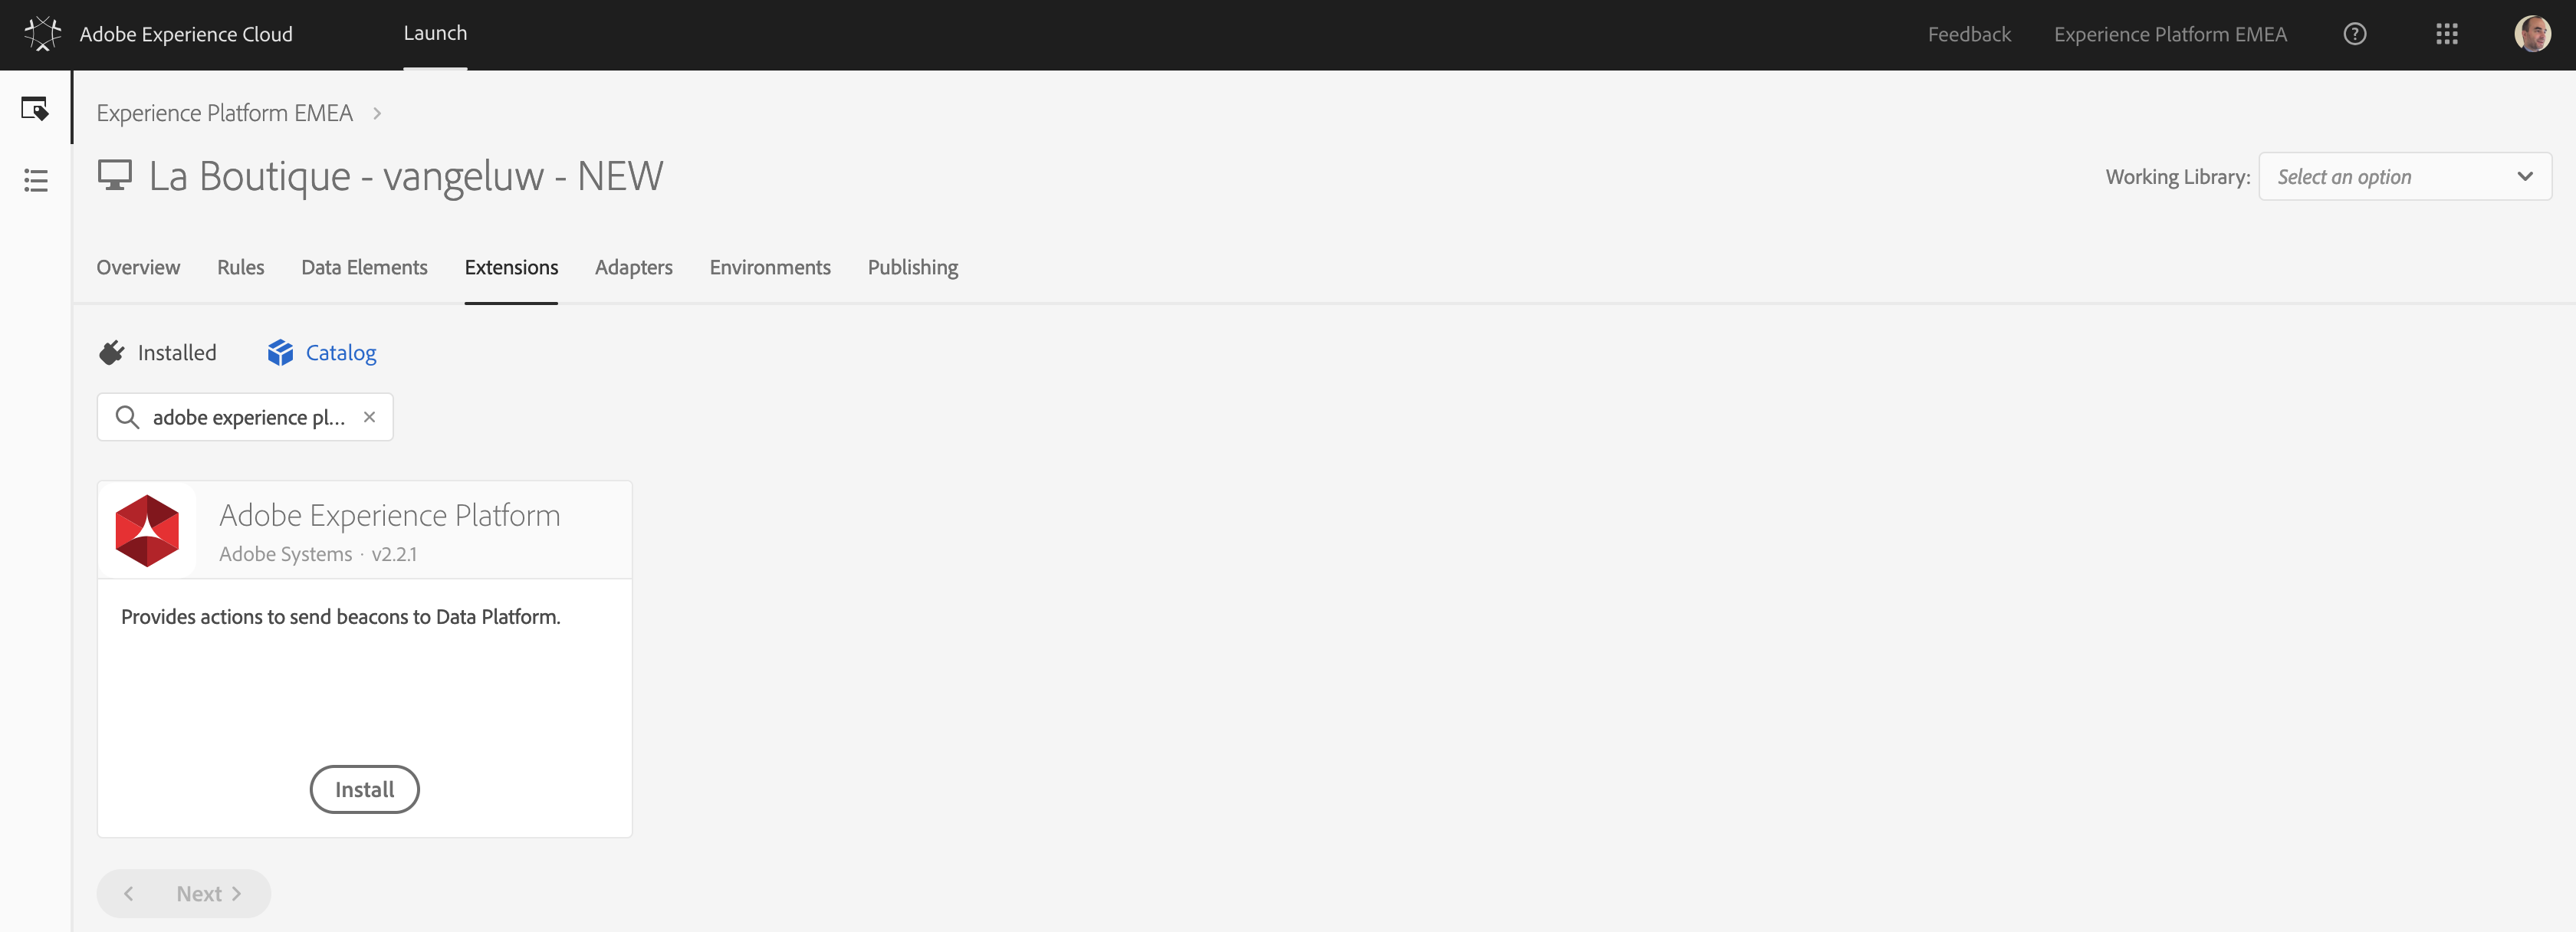 Adobe Experience Cloud Launch Feedback Experience Platform EMEA
Experience Platform EMEA
La Boutique - vangeluw - NEW
Working Library: Select an option
Overview Rules Data Elements Extensions Adapters Environments Publishing
Installed Catalog
adobe experience pl...
Adobe Experience Platform
Adobe Systems · v2.2.1
Provides actions to send beacons to Data Platform.
Install
Next